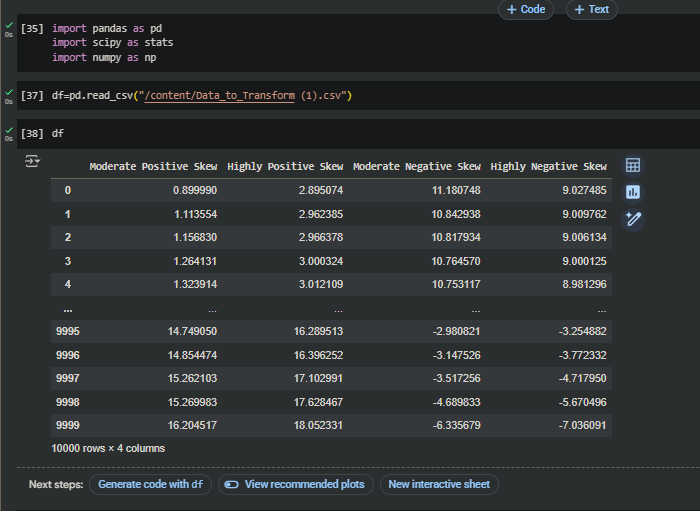 + Code + Text
[35] import pandas as pd
import scipy as stats
import numpy as np
0s
[37] df=pd.read_csv("/content/Data_to_Transform (1).csv")
0s
[38] df
0s
Moderate Positive Skew Highly Positive Skew Moderate Negative Skew Highly Negative Skew
0 0.899990 2.895074 11.180748 9.027485
1 1.113554 2.962385 10.842938 9.009762
2 1.156830 2.966378 10.817934 9.006134
3 1.264131 3.000324 10.764570 9.000125
4 1.323914 3.012109 10.753117 8.981296
... ... ... ... ...
9995 14.749050 16.289513 -2.980821 -3.254882
9996 14.854474 16.396252 -3.147526 -3.772332
9997 15.262103 17.102991 -3.517256 -4.717950
9998 15.269983 17.628467 -4.689833 -5.670496
9999 16.204517 18.052331 -6.335679 -7.036091
10000 rows × 4 columns
Next steps: Generate code with df View recommended plots New interactive sheet